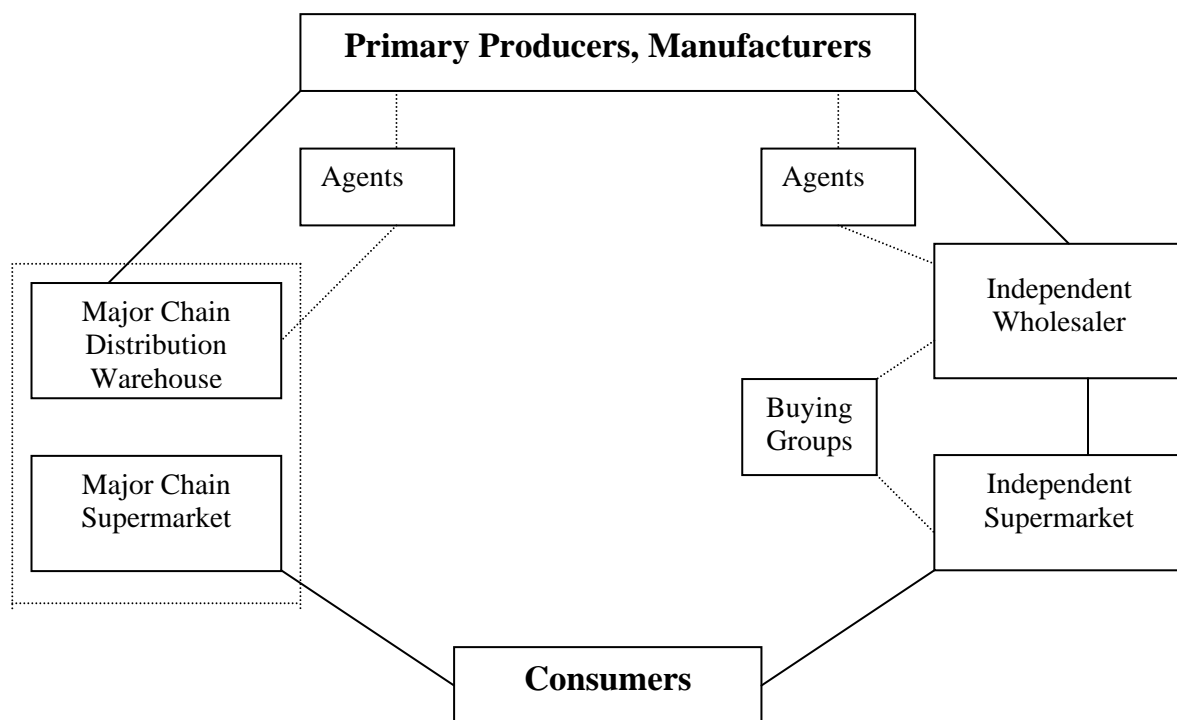 Primary Producers, Manufacturers
Agents
Agents
Major Chain
Distribution
Warehouse
Independent
Wholesaler
Buying
Groups
Major Chain
Supermarket
Independent
Supermarket
Consumers